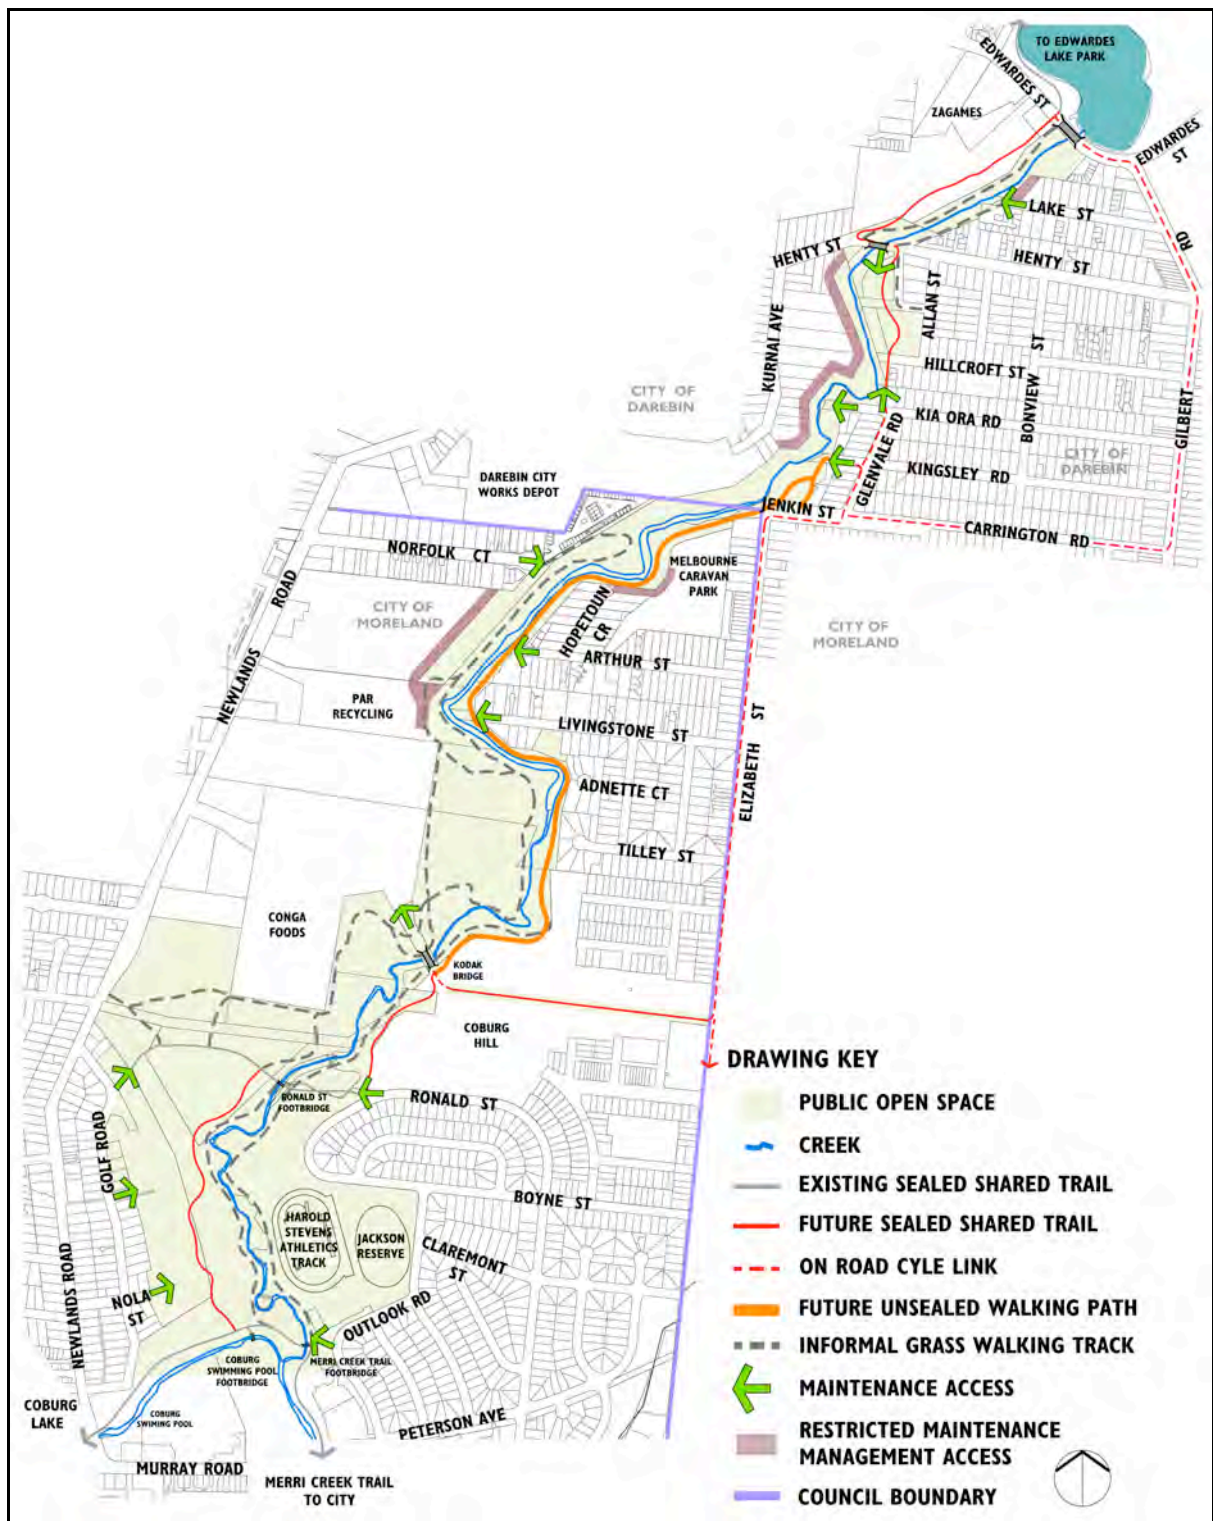 TO EDWARDES
LAKE PARK
EDWARDES ST
ZAGAMES
EDWARDES
ST
LAKE ST
RD
HENTY ST
HENTY ST
ALLAN ST
KURNAI AVE
HILLCROFT ST
BONVIEW ST
GILBERT
CITY OF
DAREBIN
KIA ORA RD
GLENVALE RD
CITY OF
DAREBIN
KINGSLEY RD
DAREBIN CITY
WORKS DEPOT
JENKIN ST
CARRINGTON RD
NORFOLK CT
MELBOURNE
CARAVAN
PARK
NEWLANDS ROAD
CITY OF
MORELAND
HOPETOUN
CR
CITY OF
MORELAND
ARTHUR ST
PAR
RECYCLING
LIVINGSTONE ST
ELIZABETH ST
ADNETTE CT
TILLEY ST
CONGA
FOODS
KODAK
BRIDGE
COBURG
HILL
RONALD ST
FOOTBRIDGE
RONALD ST
GOLF ROAD
BOYNE ST
HAROLD
STEVENS
ATHLETICS
TRACK
JACKSON
RESERVE
CLAREMONT
ST
NEWLANDS ROAD
NOLA
ST
OUTLOOK RD
COBURG
SWIMMING POOL
FOOTBRIDGE
MERRI CREEK TRAIL
FOOTBRIDGE
COBURG
LAKE
COBURG
SWIMING POOL
PETERSON AVE
MURRAY ROAD
MERRI CREEK TRAIL
TO CITY
DRAWING KEY
PUBLIC OPEN SPACE
CREEK
EXISTING SEALED SHARED TRAIL
FUTURE SEALED SHARED TRAIL
ON ROAD CYLE LINK
FUTURE UNSEALED WALKING PATH
INFORMAL GRASS WALKING TRACK
MAINTENANCE ACCESS
RESTRICTED MAINTENANCE
MANAGEMENT ACCESS
COUNCIL BOUNDARY